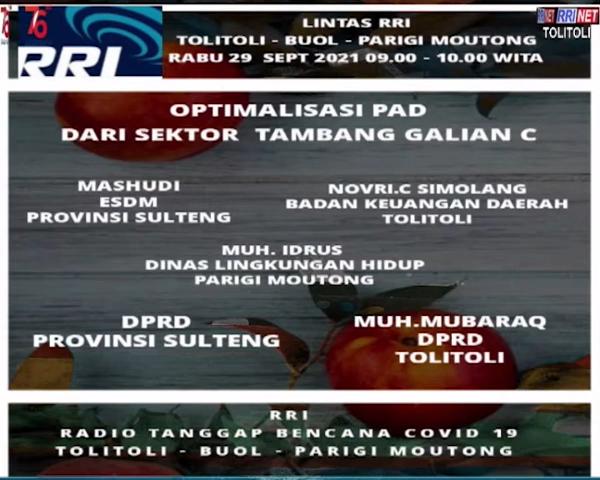 76
RRI
RRI NET
TOLITOLI
LINTAS RRI
TOLITOLI - BUOL - PARIGI MOUTONG
RABU 29 SEPT 2021 09.00 - 10.00 WITA
OPTIMALISASI PAD
DARI SEKTOR TAMBANG GALIAN C
MASHUDI
ESDM
PROVINSI SULTENG
NOVRI.C SIMOLANG
BADAN KEUANGAN DAERAH
TOLITOLI
MUH. IDRUS
DINAS LINGKUNGAN HIDUP
PARIGI MOUTONG
DPRD
PROVINSI SULTENG
MUH.MUBARAQ
DPRD
TOLITOLI
RRI
RADIO TANGGAP BENCANA COVID 19
TOLITOLI - BUOL - PARIGI MOUTONG